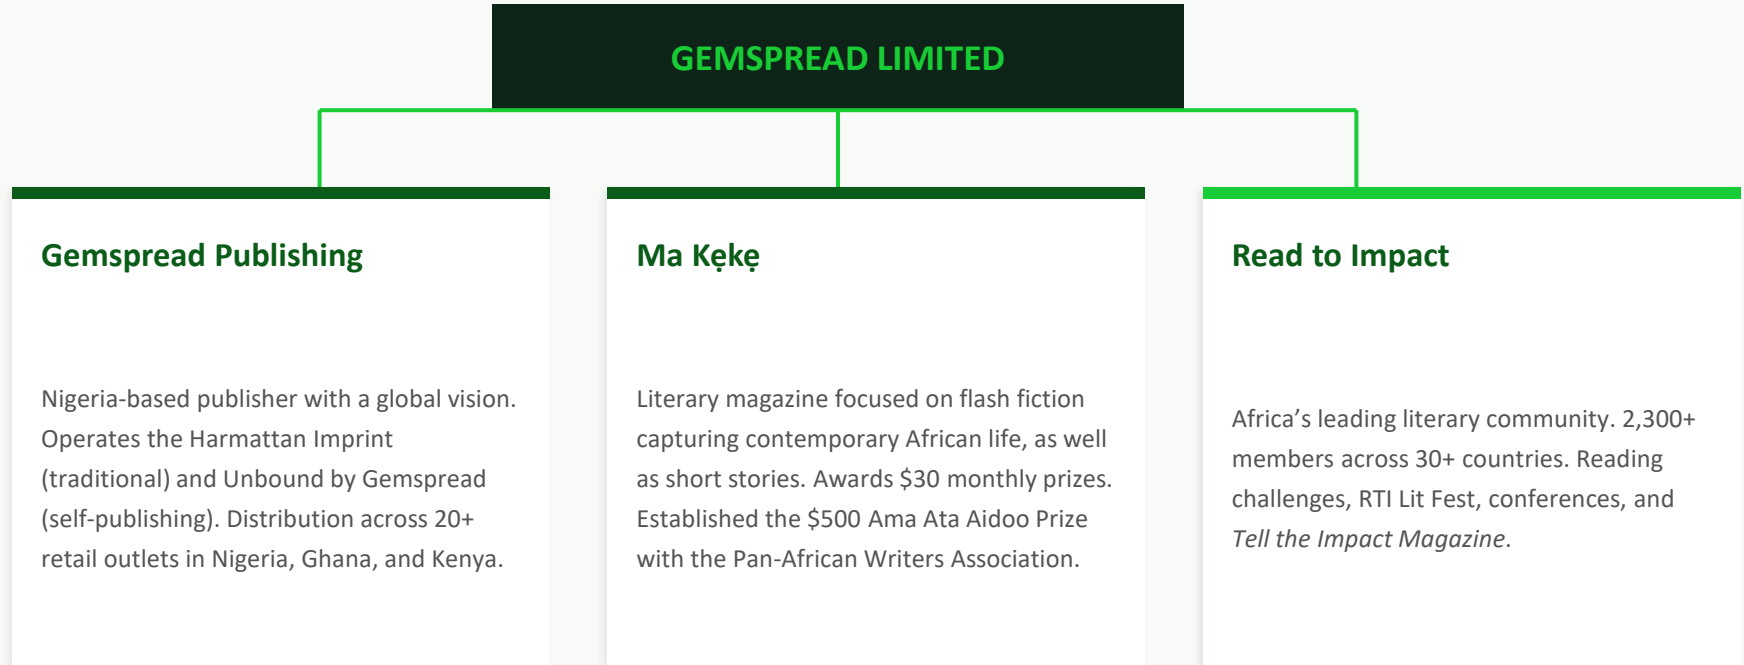 GEMSPREAD LIMITED
Gemspread Publishing
Nigeria-based publisher with a global vision.
Operates the Harmattan Imprint
(traditional) and Unbound by Gemspread
(self-publishing). Distribution across 20+
retail outlets in Nigeria, Ghana, and Kenya.
Ma Kẹkẹ
Literary magazine focused on flash fiction
capturing contemporary African life, as well
as short stories. Awards $30 monthly prizes.
Established the $500 Ama Ata Aidoo Prize
with the Pan-African Writers Association.
Read to Impact
Africa’s leading literary community. 2,300+
members across 30+ countries. Reading
challenges, RTI Lit Fest, conferences, and
Tell the Impact Magazine.